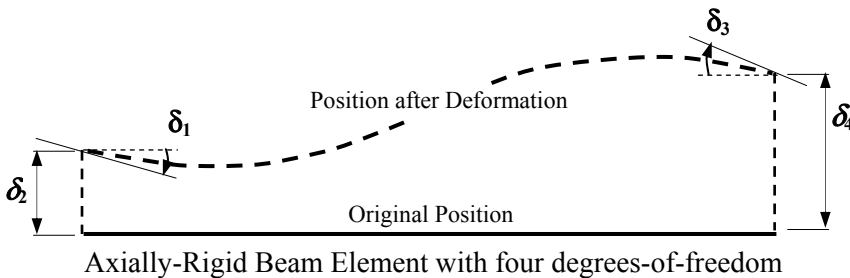 δ3
Position after Deformation
δ1
δ4
δ2
Original Position
Axially-Rigid Beam Element with four degrees-of-freedom